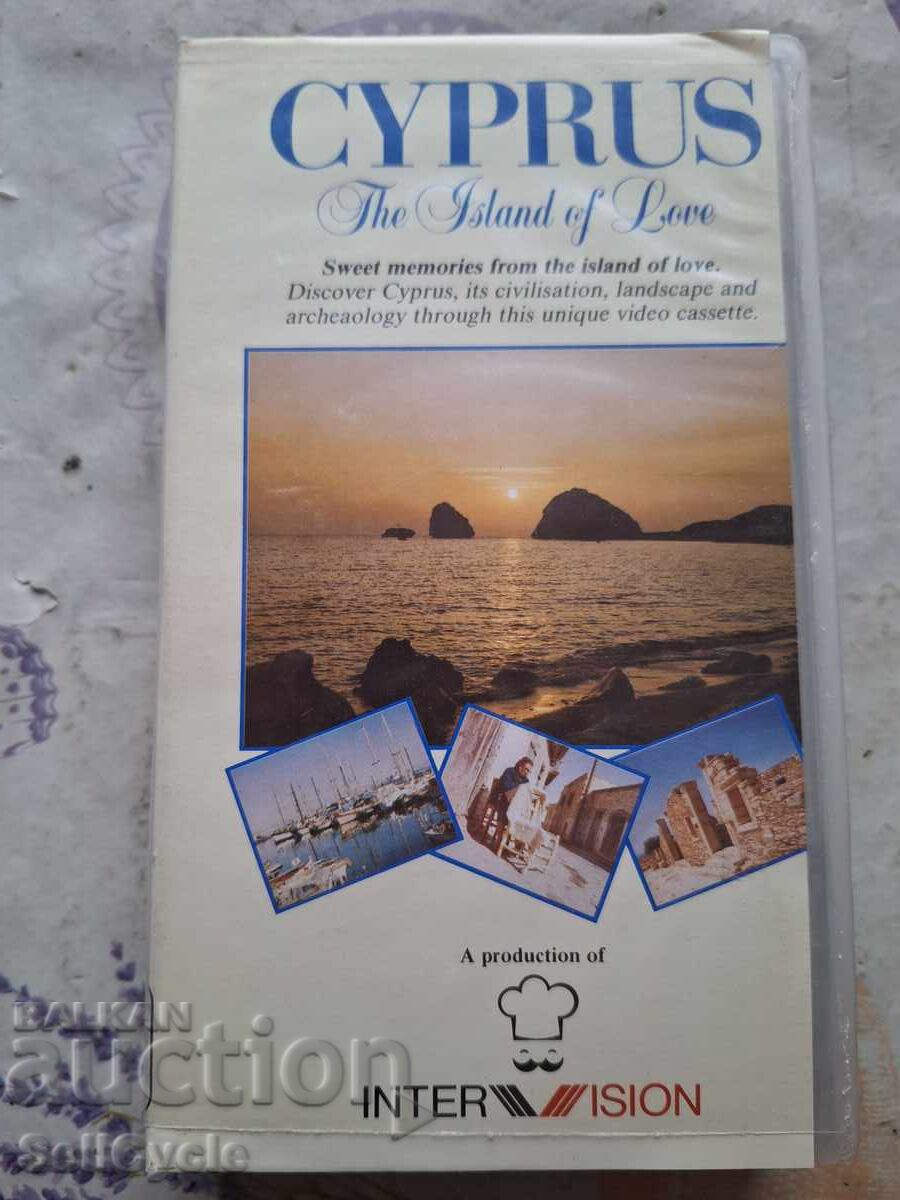 CYPRUS
The Island of Love
Sweet memories from the island of love.
Discover Cyprus, its civilisation, landscape and
archeaology through this unique video cassette.
A production of
INTERVISION
BALKAN
auction
SellCycle